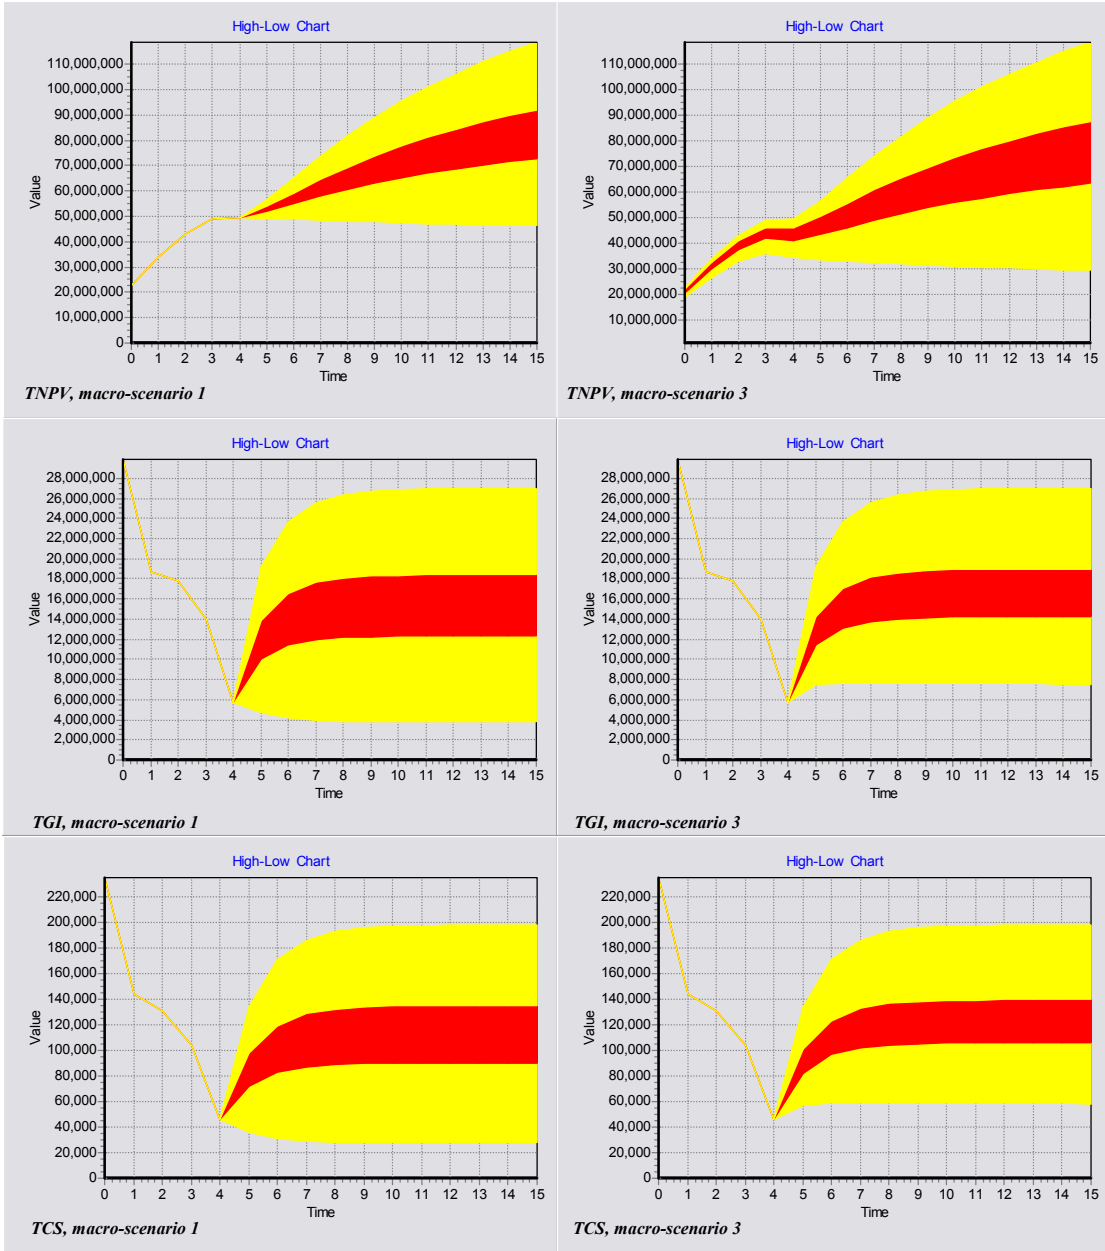 High-Low Chart
110,000,000
100,000,000
90,000,000
80,000,000
70,000,000
60,000,000
50,000,000
40,000,000
30,000,000
20,000,000
10,000,000
0
Value
0 1 2 3 4 5 6 7 8 9 10 11 12 13 14 15
Time
TNPV, macro-scenario 1
High-Low Chart
110,000,000
100,000,000
90,000,000
80,000,000
70,000,000
60,000,000
50,000,000
40,000,000
30,000,000
20,000,000
10,000,000
Value
0 1 2 3 4 5 6 7 8 9 10 11 12 13 14 15
Time
TNPV, macro-scenario 3
High-Low Chart
28,000,000
26,000,000
24,000,000
22,000,000
20,000,000
18,000,000
16,000,000
14,000,000
12,000,000
10,000,000
8,000,000
6,000,000
4,000,000
2,000,000
0
Value
0 1 2 3 4 5 6 7 8 9 10 11 12 13 14 15
Time
TGI, macro-scenario 1
High-Low Chart
28,000,000
26,000,000
24,000,000
22,000,000
20,000,000
18,000,000
16,000,000
14,000,000
12,000,000
10,000,000
8,000,000
6,000,000
4,000,000
2,000,000
0
Value
0 1 2 3 4 5 6 7 8 9 10 11 12 13 14 15
Time
TGI, macro-scenario 3
High-Low Chart
220,000
200,000
180,000
160,000
140,000
120,000
100,000
80,000
60,000
40,000
20,000
0
Value
0 1 2 3 4 5 6 7 8 9 10 11 12 13 14 15
Time
TCS, macro-scenario 1
High-Low Chart
220,000
200,000
180,000
160,000
140,000
120,000
100,000
80,000
60,000
40,000
20,000
0
Value
0 1 2 3 4 5 6 7 8 9 10 11 12 13 14 15
Time
TCS, macro-scenario 3